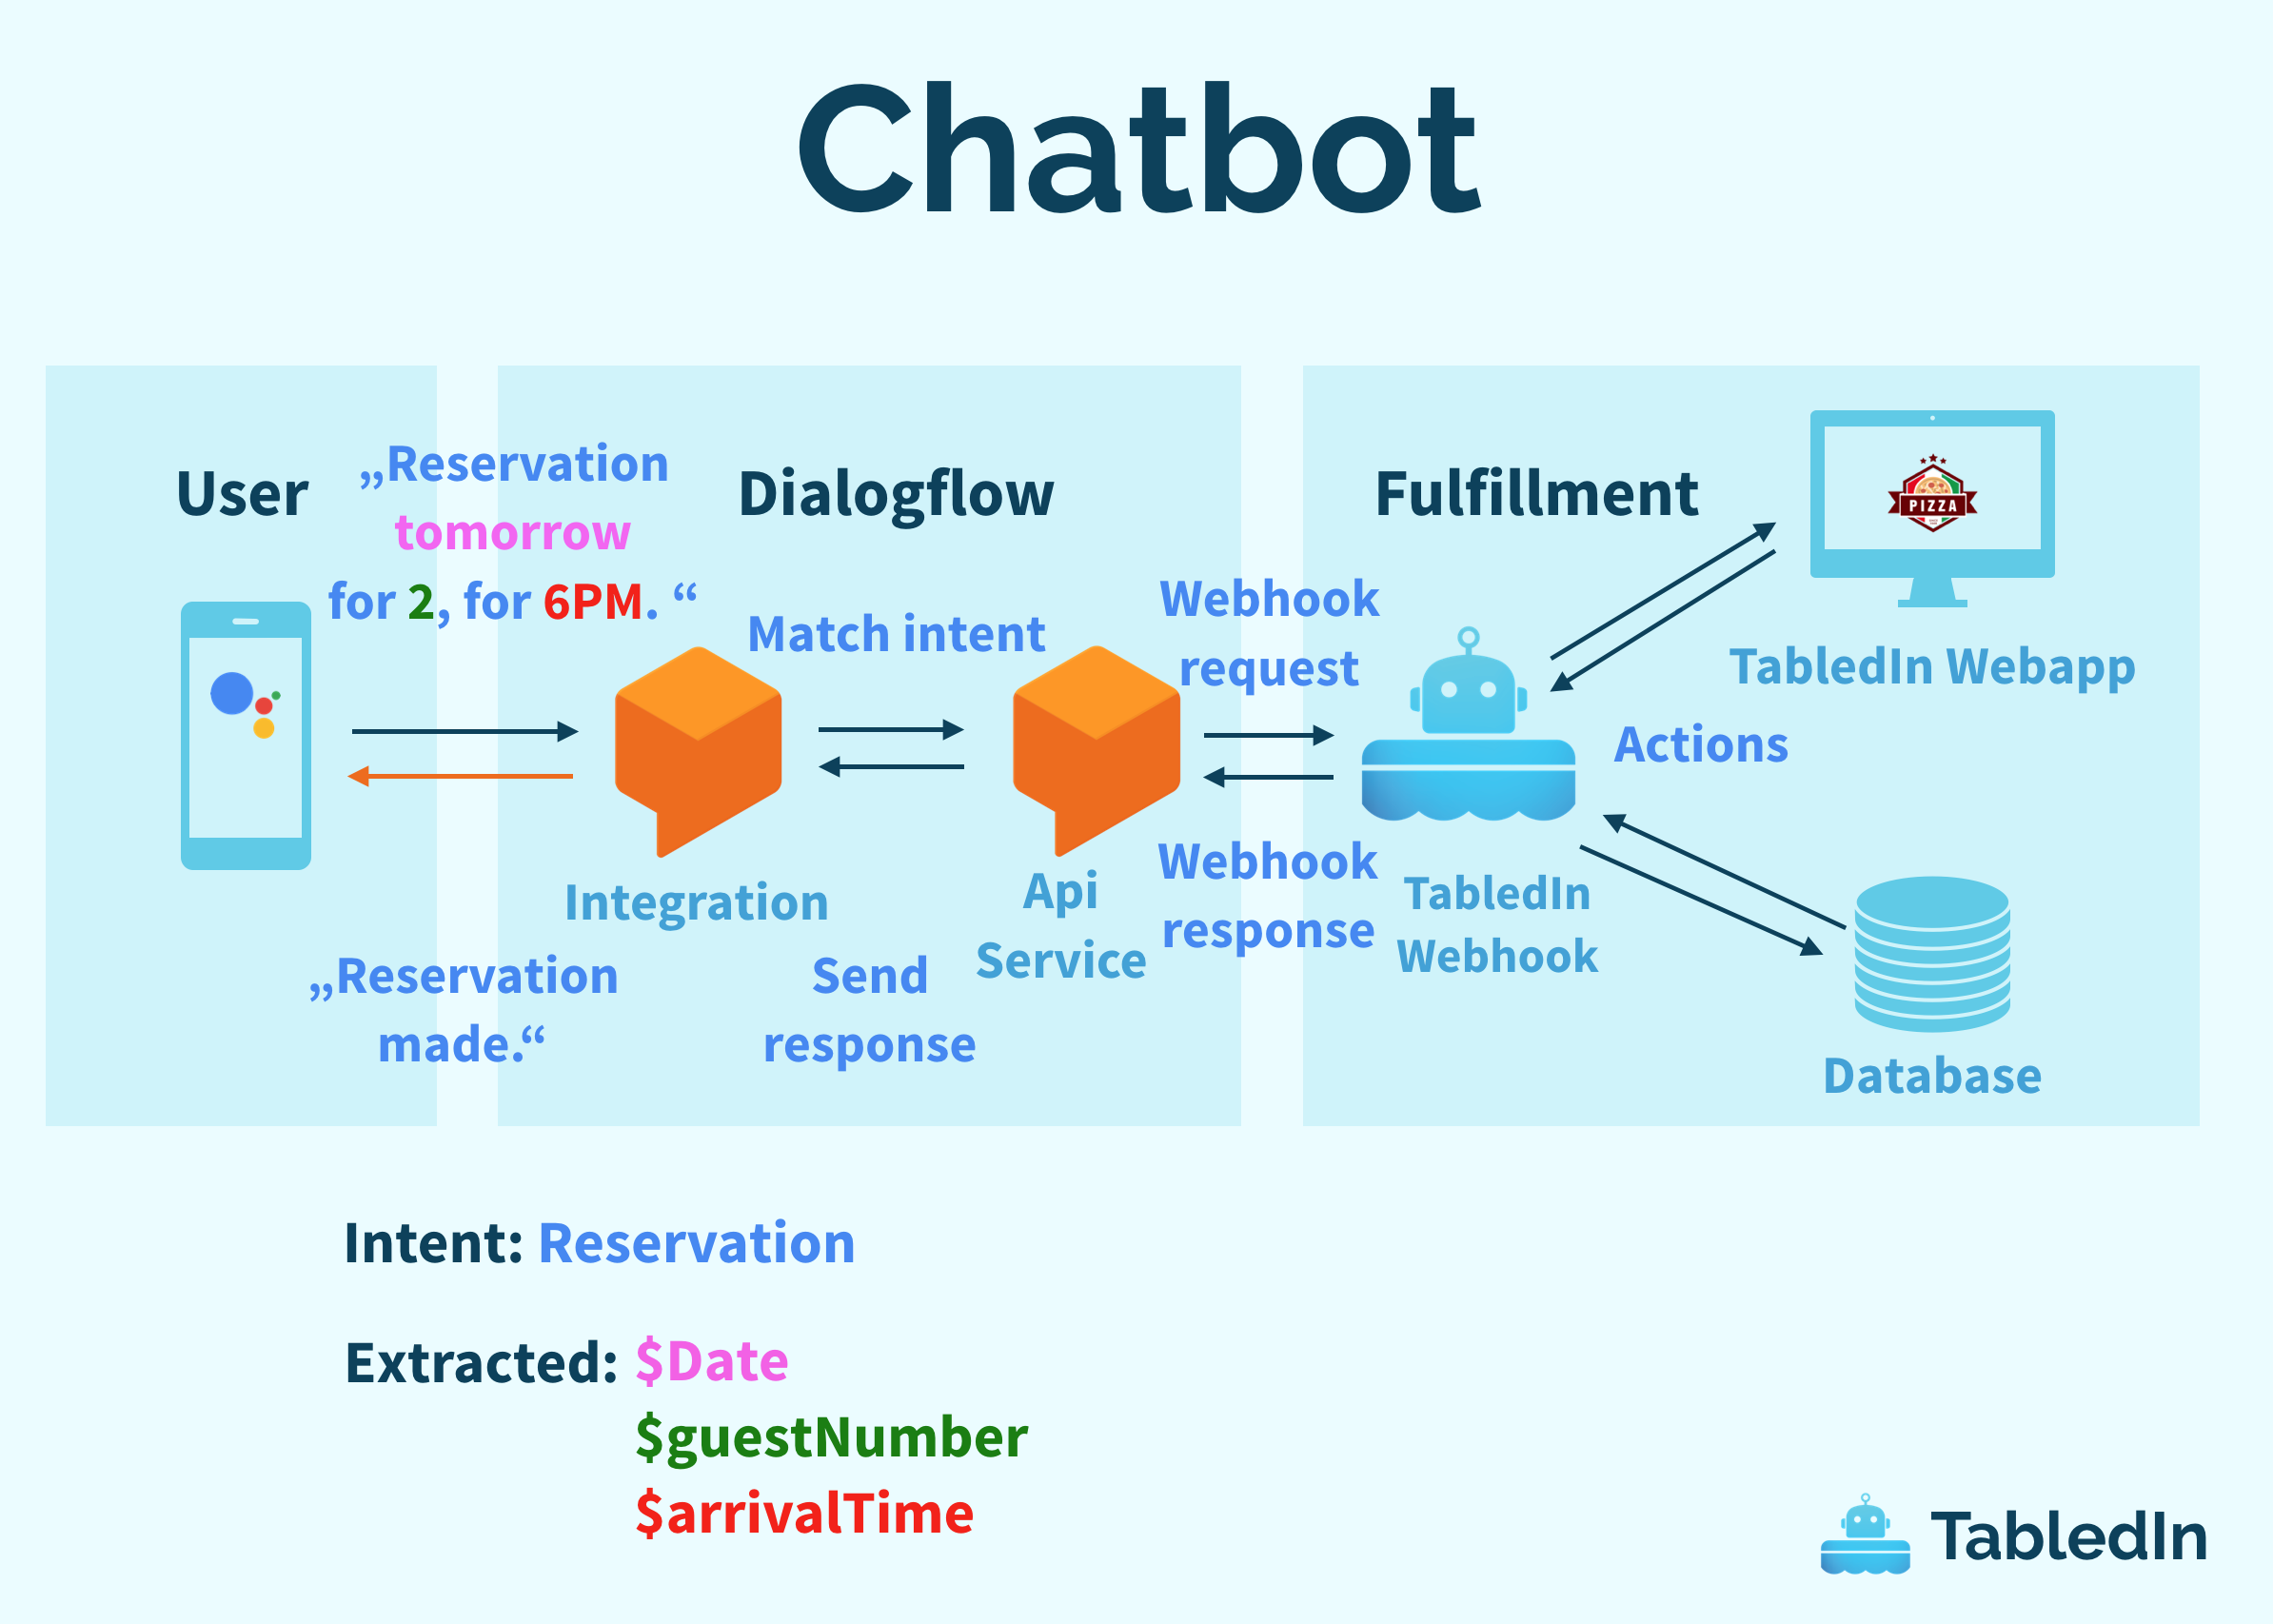 Chatbot
User
„Reservation
tomorrow
for 2, for 6PM. “
Dialogflow
Fulfillment
PIZZA
Match intent
Webhook
request
TabledIn Webapp
Actions
Integration
Api
Service
Webhook
response
TabledIn
Webhook
„Reservation
made.“
Send
response
Database
Intent: Reservation
Extracted: $Date
$guestNumber
$arrivalTime
TabledIn